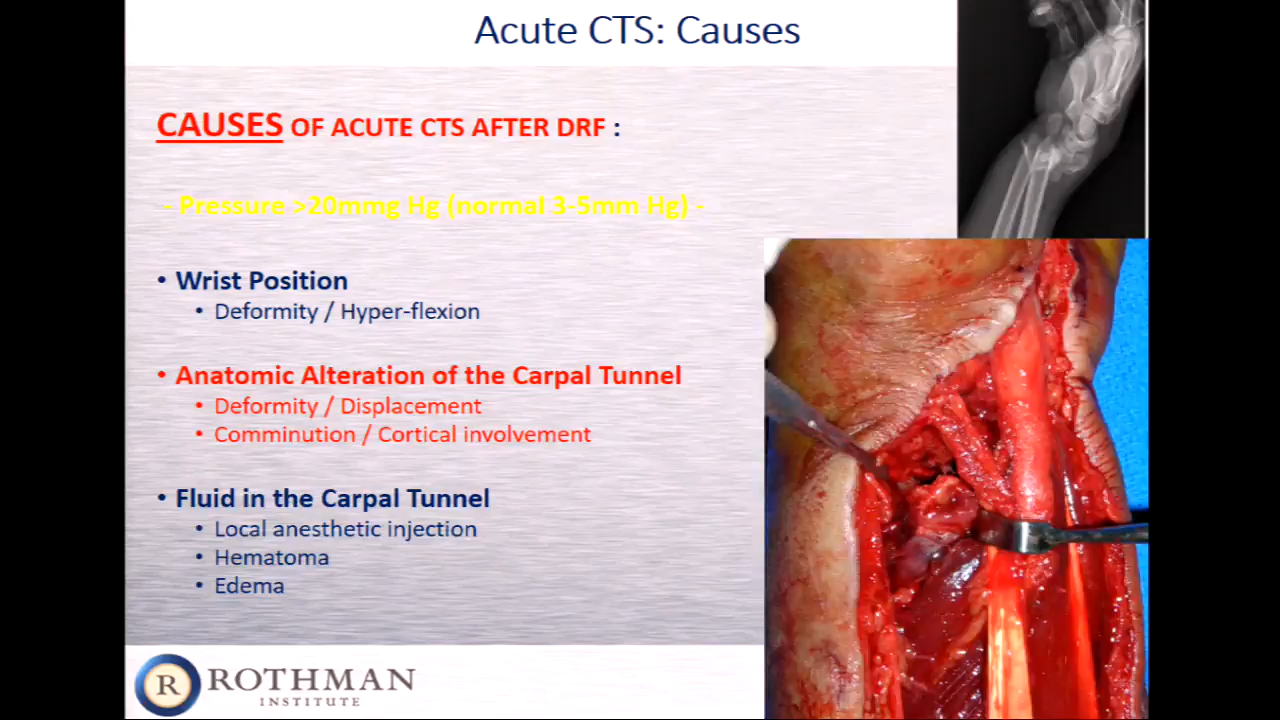 Acute CTS: Causes
CAUSES OF ACUTE CTS AFTER DRF :
- Pressure >20mmg Hg (normal 3-5mm Hg) -
• Wrist Position
• Deformity / Hyper-flexion
• Anatomic Alteration of the Carpal Tunnel
• Deformity / Displacement
• Comminution / Cortical involvement
• Fluid in the Carpal Tunnel
• Local anesthetic injection
• Hematoma
• Edema
R ROTHMAN
INSTITUTE